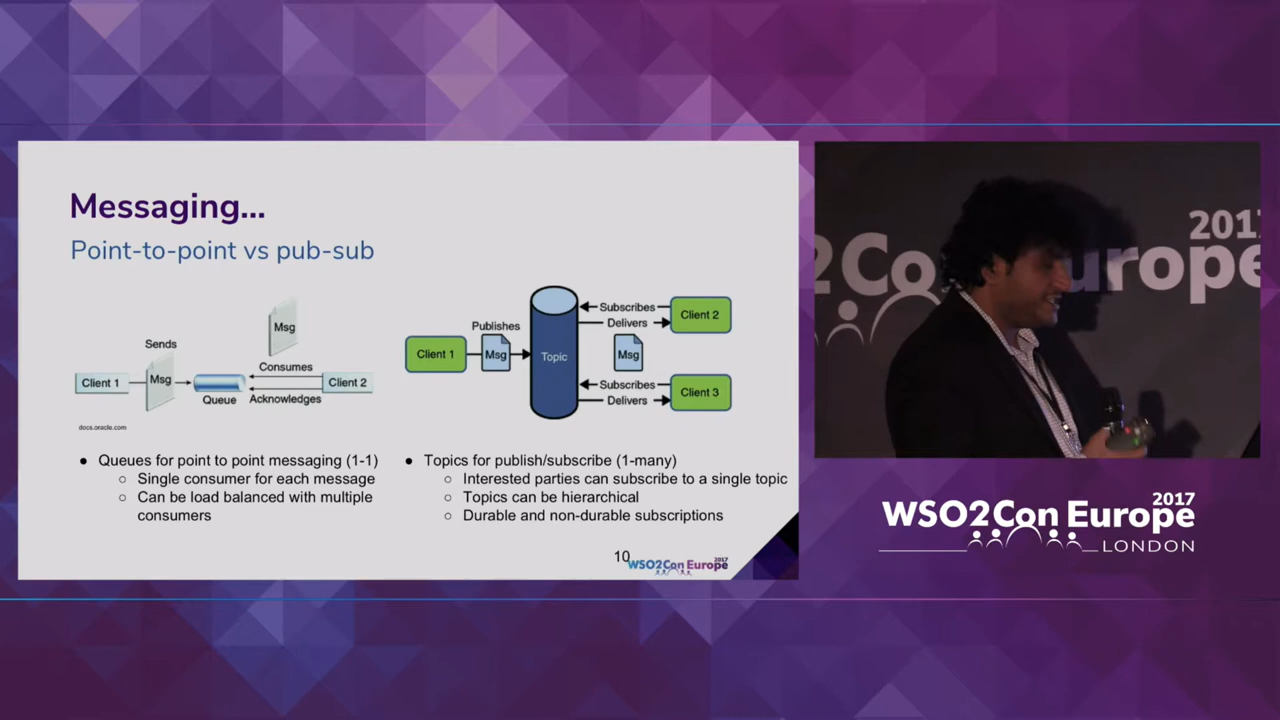 Messaging...
Point-to-point vs pub-sub
Msg
Sends
Client 1
Msg
Queue
Consumes
Acknowledges
Client 2
docs.oracle.com
Publishes
Client 1
Msg
Topic
Subscribes
Delivers
Client 2
Msg
Subscribes
Delivers
Client 3
● Queues for point to point messaging (1-1)
○ Single consumer for each message
○ Can be load balanced with multiple
consumers
● Topics for publish/subscribe (1-many)
○ Interested parties can subscribe to a single topic
○ Topics can be hierarchical
○ Durable and non-durable subscriptions
10
WSO2Con Europe 2017
2017
2Con Europe
2017
WSO2Con Europe
LONDON